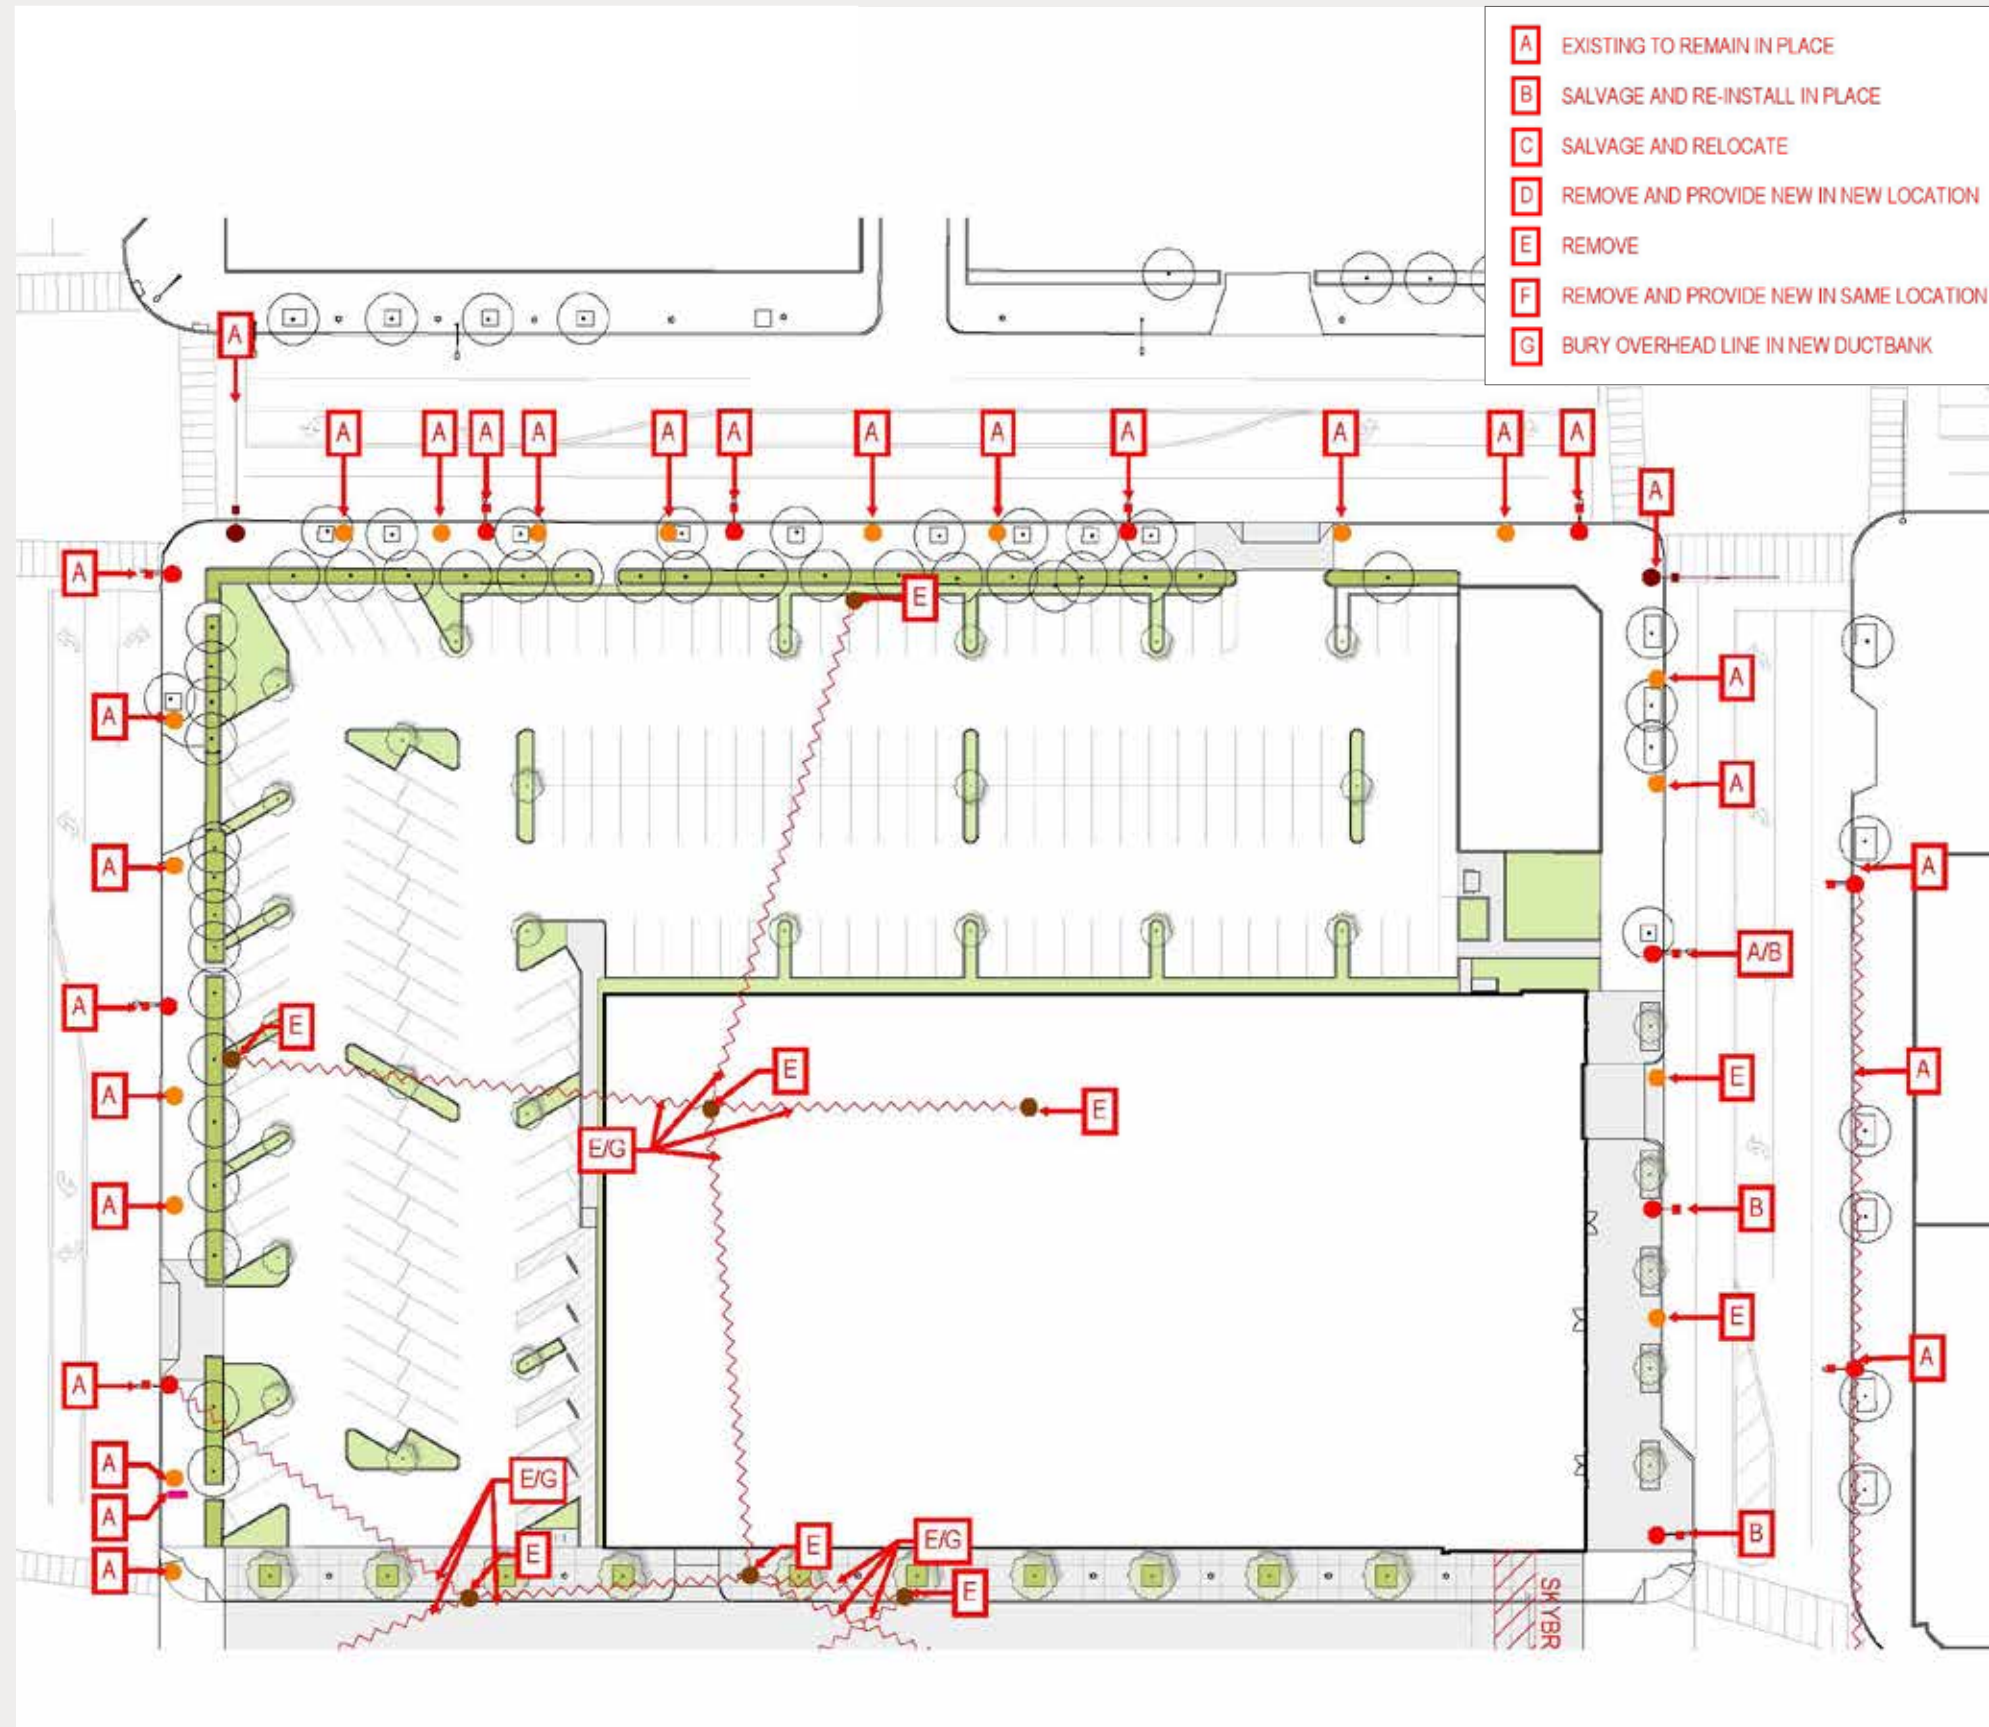 A EXISTING TO REMAIN IN PLACE
B SALVAGE AND RE-INSTALL IN PLACE
C SALVAGE AND RELOCATE
D REMOVE AND PROVIDE NEW IN NEW LOCATION
E REMOVE
F REMOVE AND PROVIDE NEW IN SAME LOCATION
G BURY OVERHEAD LINE IN NEW DUCTBANK
A
A A A A A A A A A A A A
A
A
E
A
A
A
A
A
A
A/B
A
E
E
A
E
A
E
E/G
A
B
E
A
A
A
E/G
A
B
E
E/G
E
A
E
SKYBR